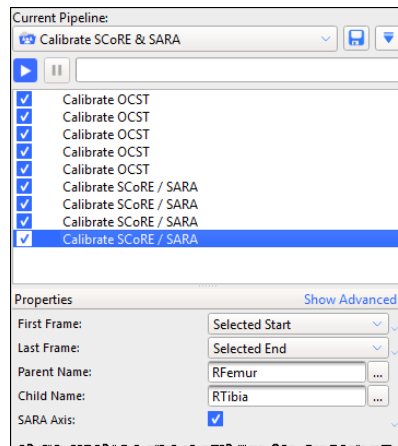 Current Pipeline:
Calibrate SCoRE & SARA
Calibrate OCST
Calibrate OCST
Calibrate OCST
Calibrate OCST
Calibrate OCST
Calibrate SCoRE / SARA
Calibrate SCoRE / SARA
Calibrate SCoRE / SARA
Calibrate SCoRE / SARA
Properties Show Advanced
First Frame: Selected Start
Last Frame: Selected End
Parent Name: RFemur ...
Child Name: RTibia ...
SARA Axis: